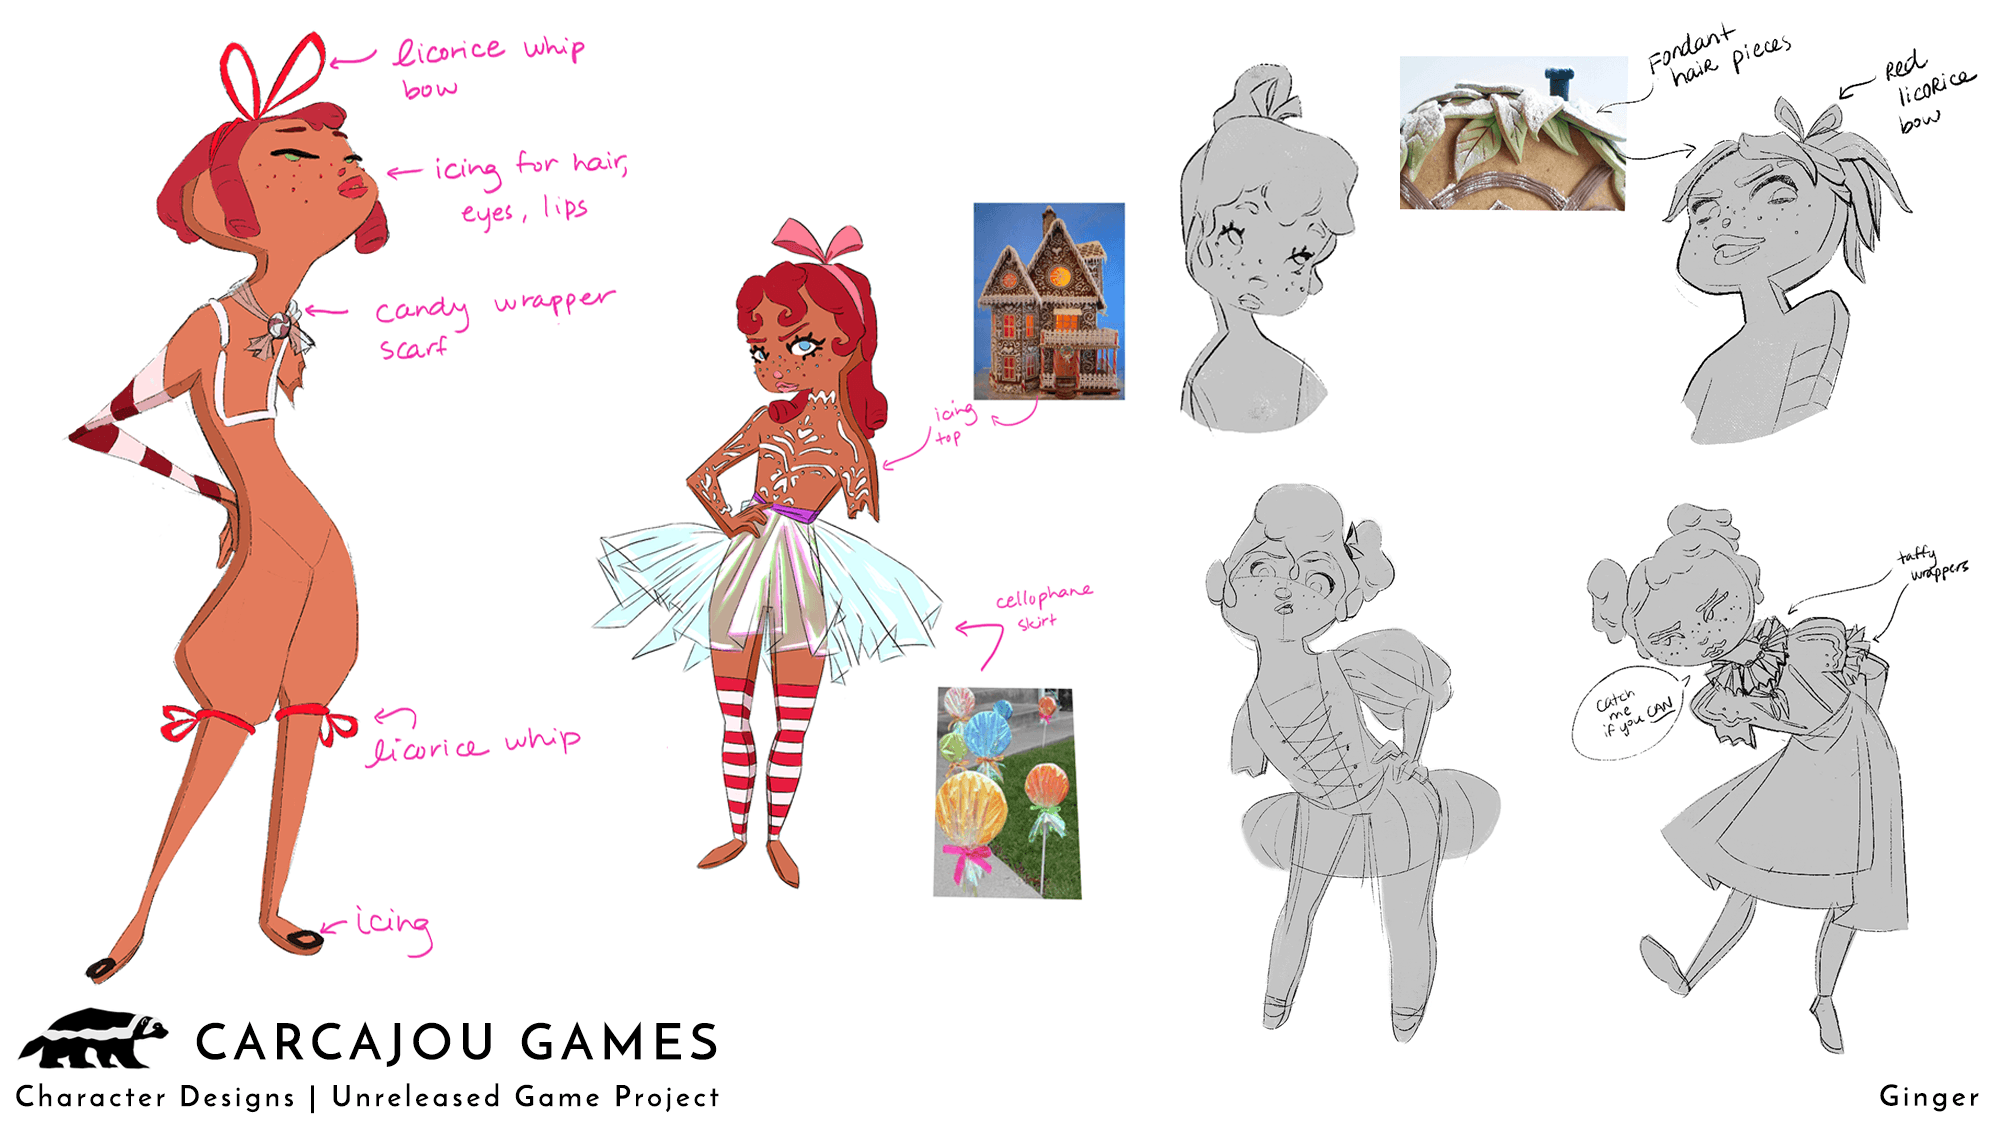 licorice whip
bow
icing for hair,
eyes, lips
candy wrapper
scarf
licorice whip
icing
icing
top
cellophane
skirt
Fondant
hair pieces
Red
licorice
bow
taffy
wrappers
catch
me
if you CAN
CARCAJOU GAMES
Character Designs | Unreleased Game Project
Ginger